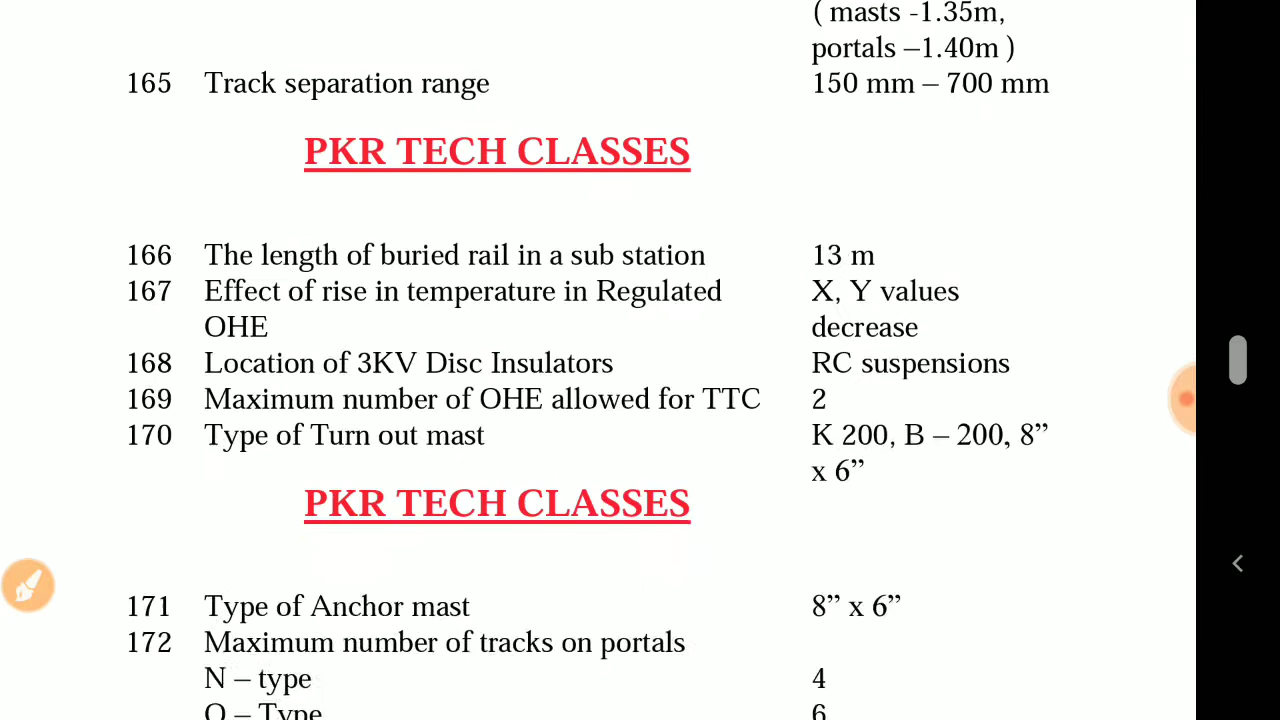 ( masts -1.35m,
portals –1.40m )
165 Track separation range 150 mm – 700 mm
PKR TECH CLASSES
166 The length of buried rail in a sub station 13 m
167 Effect of rise in temperature in Regulated X, Y values
OHE decrease
168 Location of 3KV Disc Insulators RC suspensions
169 Maximum number of OHE allowed for TTC 2
170 Type of Turn out mast K 200, B – 200, 8”
x 6”
PKR TECH CLASSES
171 Type of Anchor mast 8” x 6”
172 Maximum number of tracks on portals
N – type 4
O – Type 6